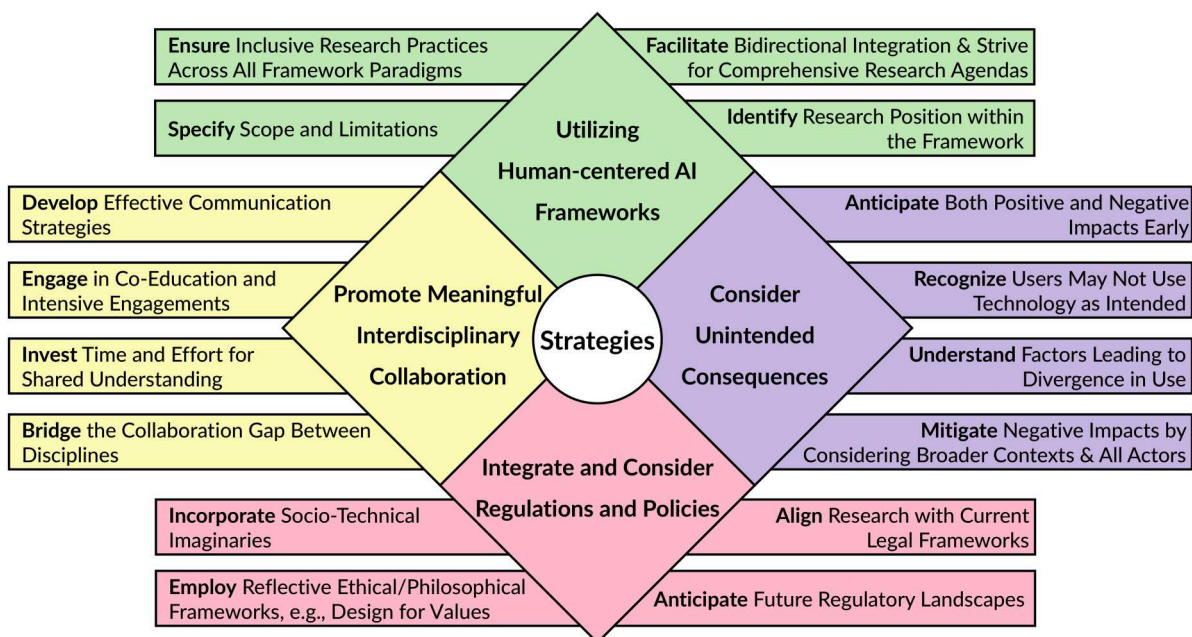 Ensure Inclusive Research Practices
Across All Framework Paradigms
Facilitate Bidirectional Integration & Strive
for Comprehensive Research Agendas
Specify Scope and Limitations
Identify Research Position within
the Framework
Utilizing
Human-centered AI
Frameworks
Develop Effective Communication
Strategies
Engage in Co-Education and
Intensive Engagements
Invest Time and Effort for
Shared Understanding
Bridge the Collaboration Gap Between
Disciplines
Promote Meaningful
Interdisciplinary
Collaboration
Strategies
Consider
Unintended
Consequences
Anticipate Both Positive and Negative
Impacts Early
Recognize Users May Not Use
Technology as Intended
Understand Factors Leading to
Divergence in Use
Mitigate Negative Impacts by
Considering Broader Contexts & All Actors
Integrate and Consider
Regulations and Policies
Incorporate Socio-Technical
Imaginaries
Employ Reflective Ethical/Philosophical
Frameworks, e.g., Design for Values
Align Research with Current
Legal Frameworks
Anticipate Future Regulatory Landscapes